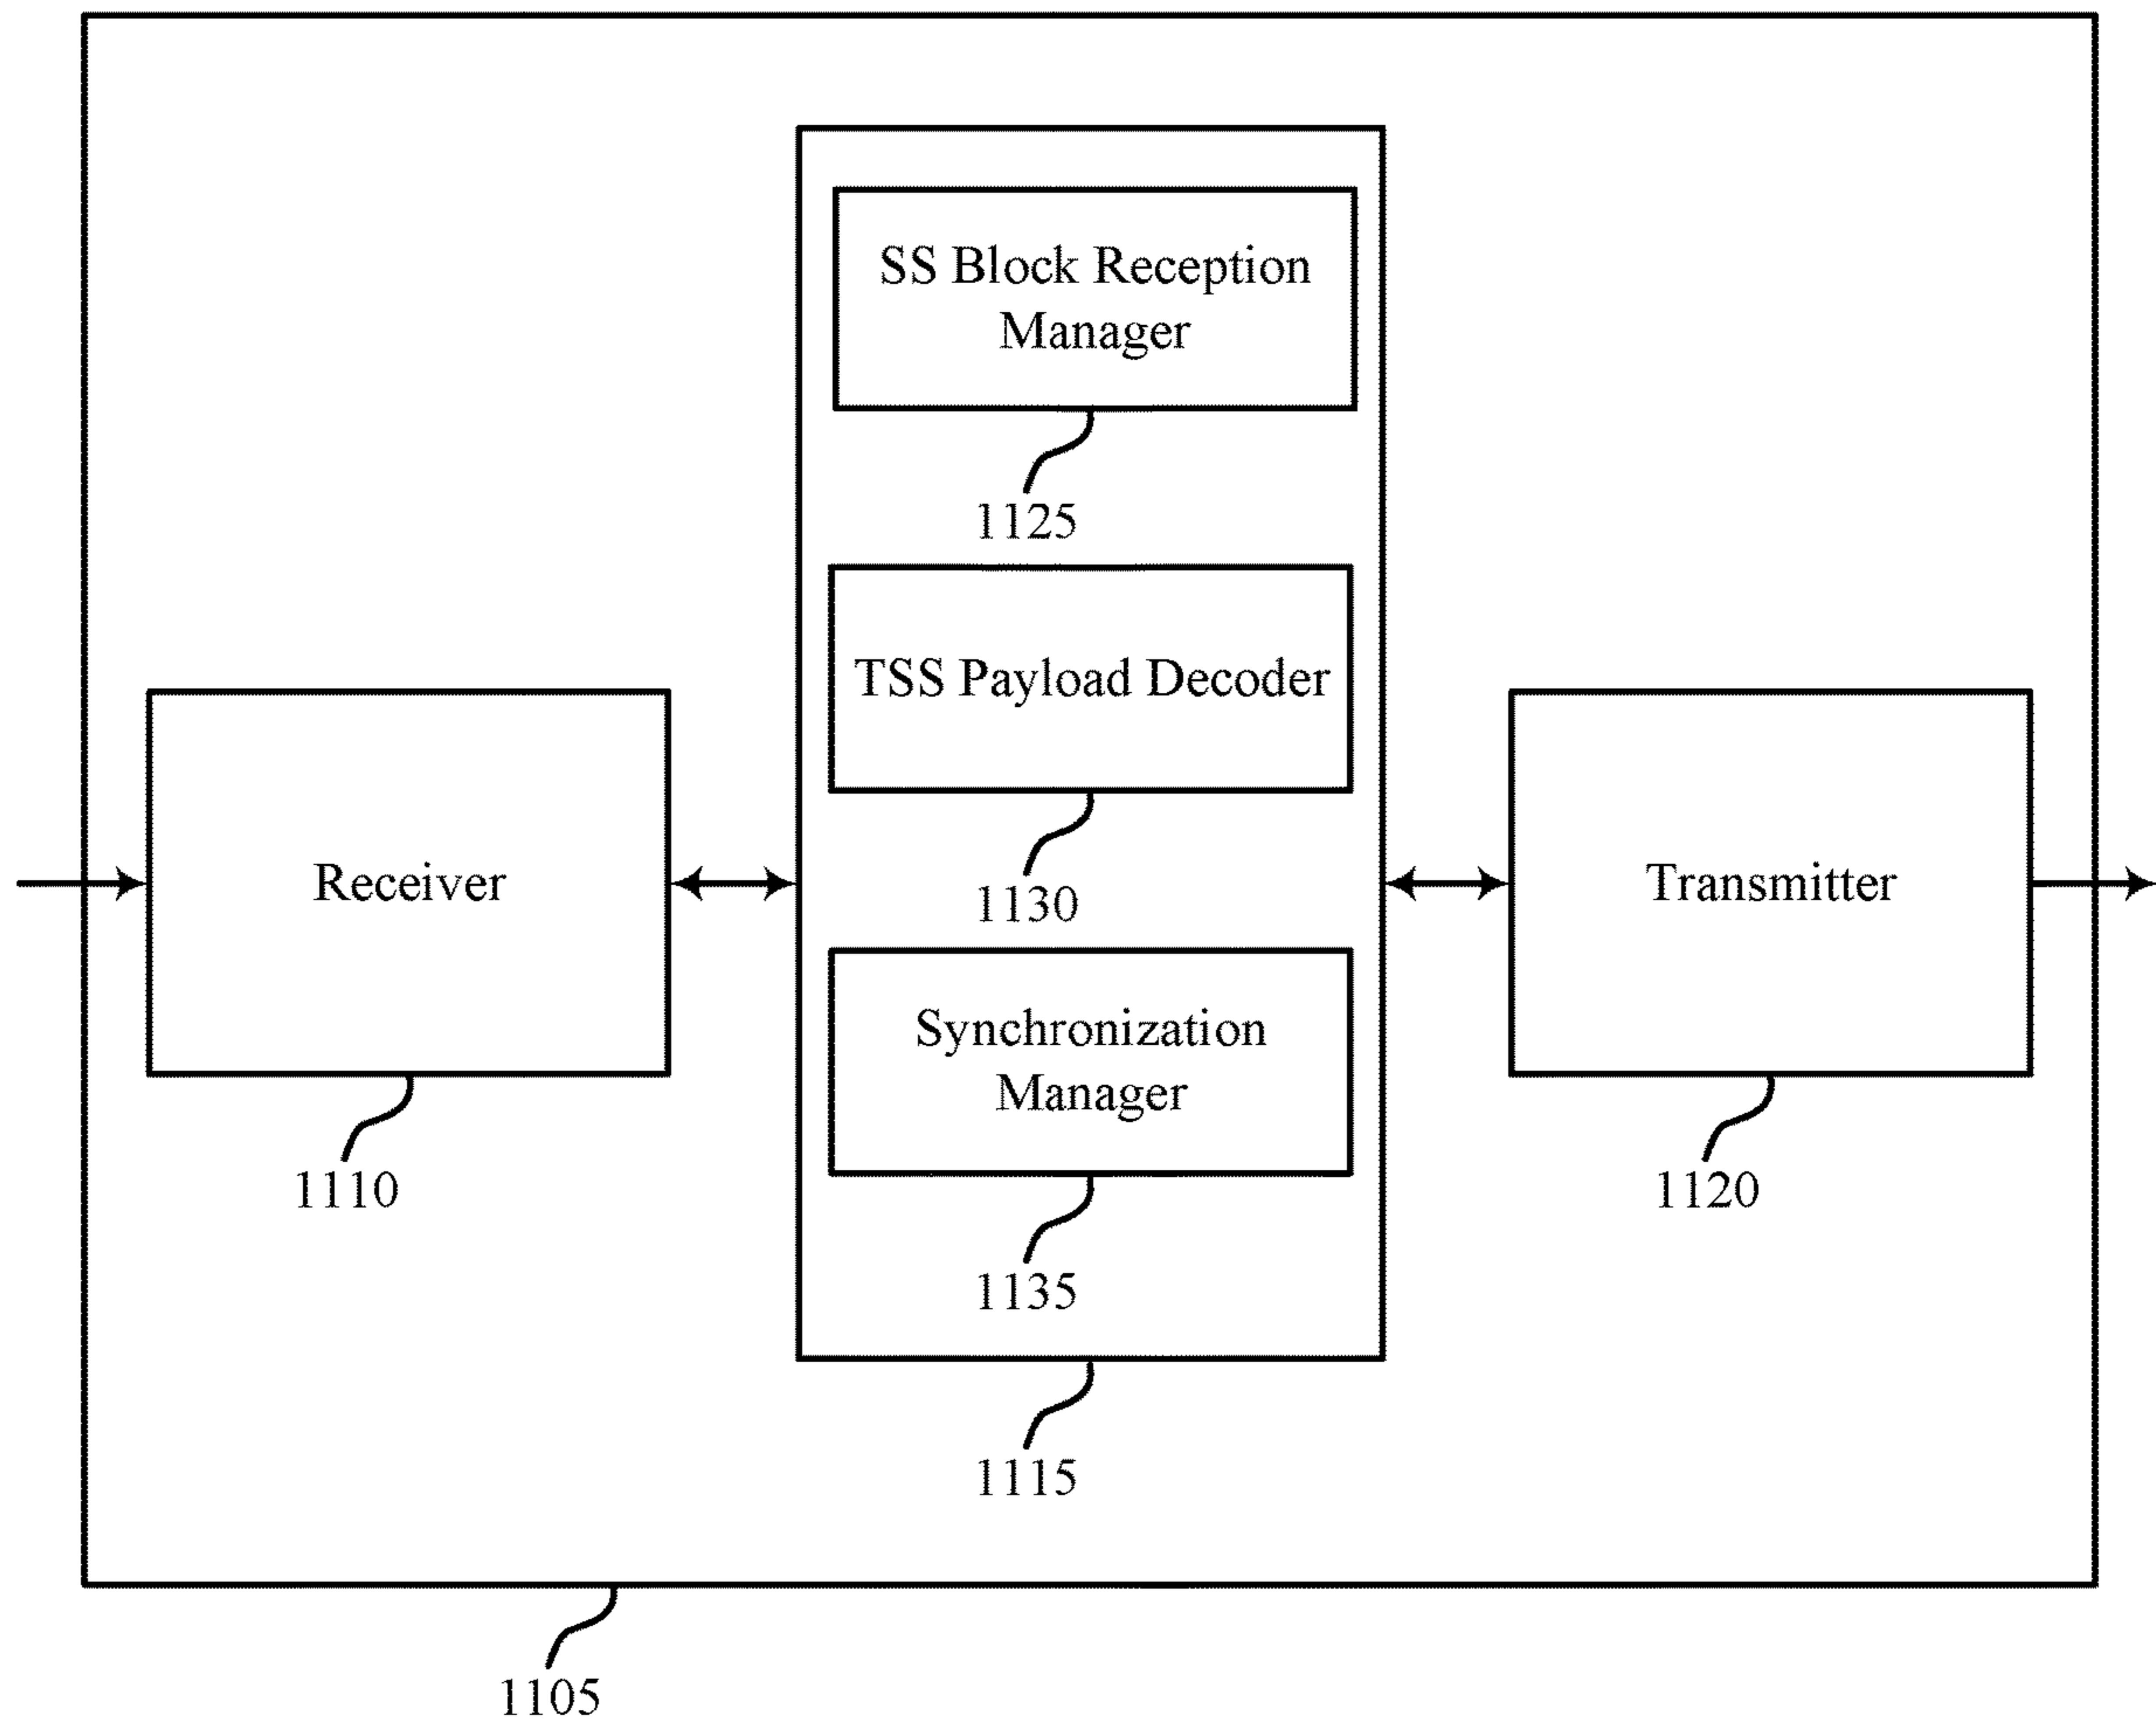 SS Block Reception
Manager
1125
TSS Payload Decoder
1130
Receiver
1110
Synchronization
Manager
1135
Transmitter
1120
1115
1105